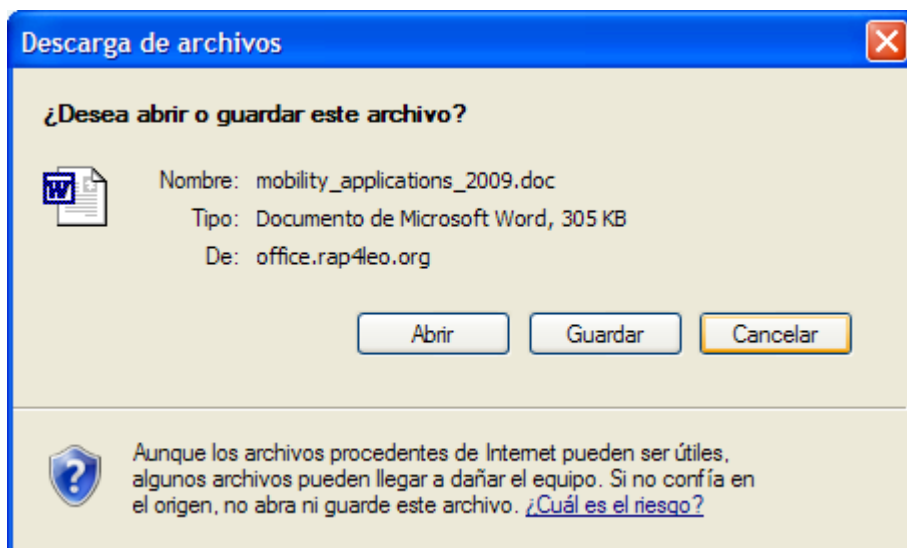 Descarga de archivos
¿Desea abrir o guardar este archivo?
Nombre: mobility_applications_2009.doc
Tipo: Documento de Microsoft Word, 305 KB
De: office.rap4leo.org
Abrir Guardar Cancelar
Aunque los archivos procedentes de Internet pueden ser útiles,
algunos archivos pueden llegar a dañar el equipo. Si no confía en
el origen, no abra ni guarde este archivo. ¿Cuál es el riesgo?